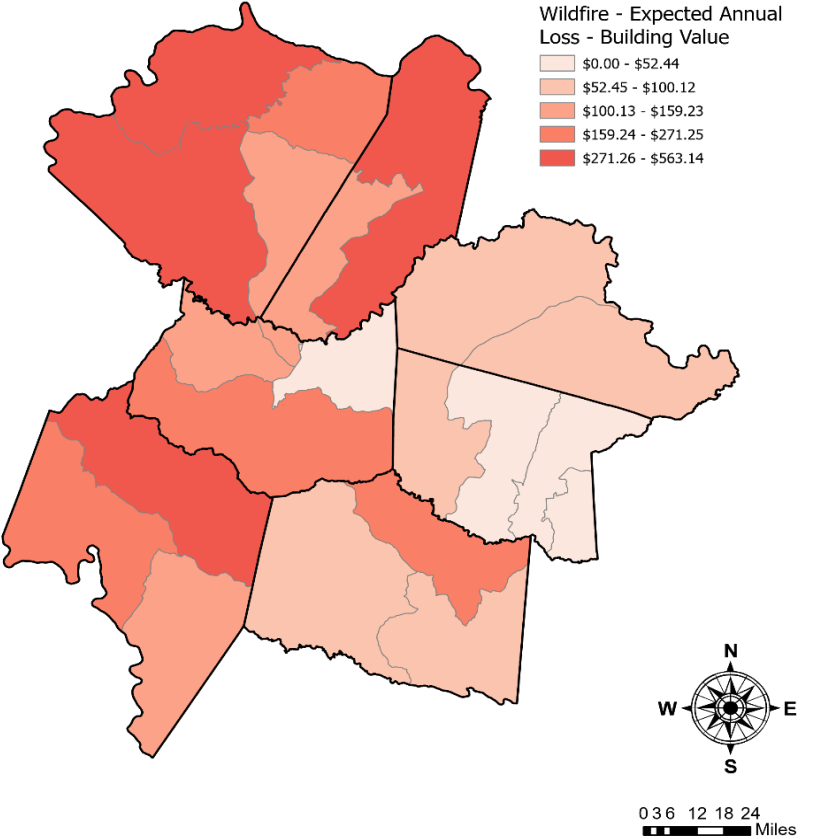 Wildfire - Expected Annual
Loss - Building Value
$0.00 - $52.44
$52.45 - $100.12
$100.13 - $159.23
$159.24 - $271.25
$271.26 - $563.14
N
W E
S
0 3 6 12 18 24
Miles